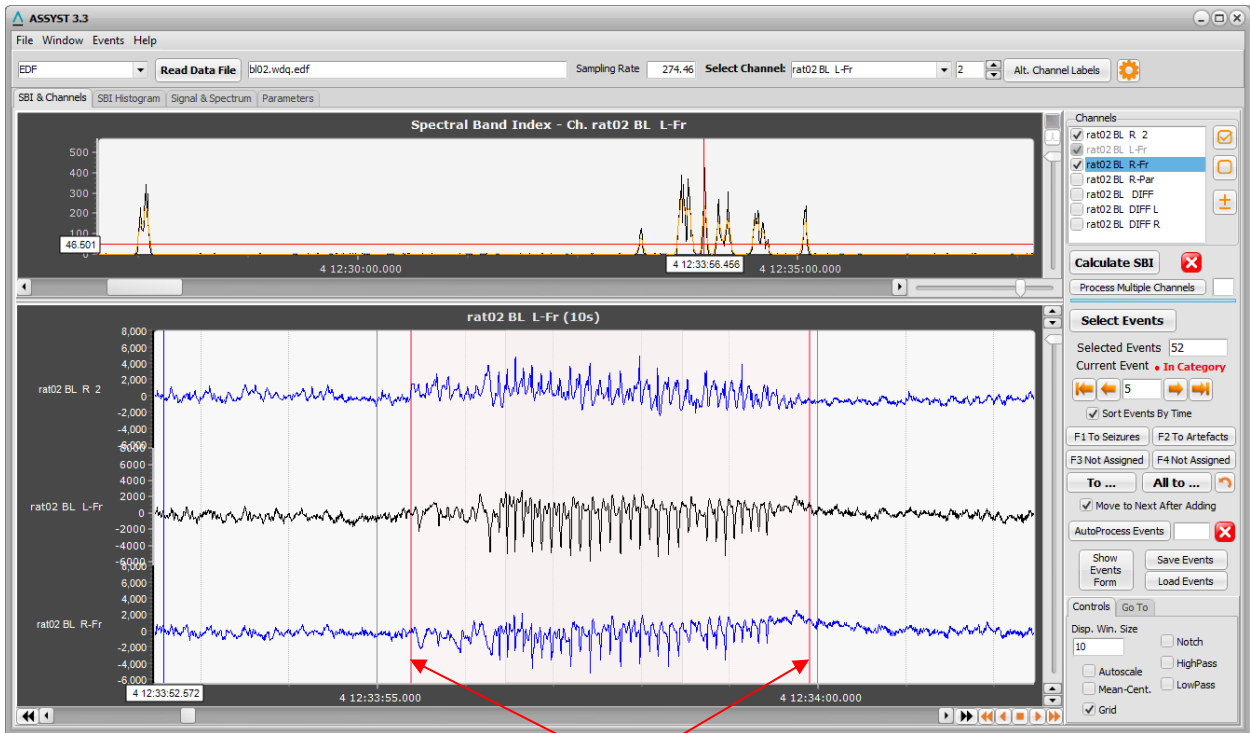 ASSYST 3.3
File Window Events Help
EDF Read Data File bl02.wdq.edf Sampling Rate 274.46 Select Channel: rat02 BL L-Fr 2 Alt. Channel Labels
SBI & Channels SBI Histogram Signal & Spectrum Parameters
Spectral Band Index - Ch. rat02 BL L-Fr
500
400
300
200
100
0
46.501
4 12:30:00.000
4 12:33:56.456
4 12:35:00.000
rat02 BL L-Fr (10s)
rat02 BL R 2
8,000
6,000
4,000
2,000
0
-2,000
-4,000
-6,000
rat02 BL L-Fr
8000
6000
4000
2000
0
-2000
-4000
-6000
rat02 BL R-Fr
8,000
6,000
4,000
2,000
0
-2,000
-4,000
-6,000
4 12:33:52.572
4 12:33:55.000
4 12:34:00.000
Channels
rat02 BL R 2
rat02 BL L-Fr
rat02 BL R-Fr
rat02 BL R-Par
rat02 BL DIFF
rat02 BL DIFF L
rat02 BL DIFF R
Calculate SBI
Process Multiple Channels
Select Events
Selected Events 52
Current Event • In Category
5
Sort Events By Time
F1 To Seizures F2 To Artefacts
F3 Not Assigned F4 Not Assigned
To ... All to ...
Move to Next After Adding
AutoProcess Events
Show
Events
Form
Save Events
Load Events
Controls Go To
Disp. Win. Size
10
Notch
HighPass
Autoscale
LowPass
Mean-Cent.
Grid